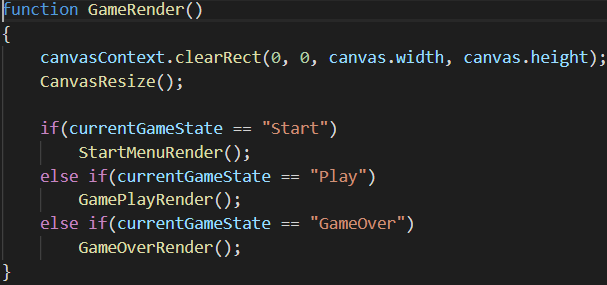 function GameRender()
{
    canvasContext.clearRect(0, 0, canvas.width, canvas.height);
    CanvasResize();

    if(currentGameState == "Start")
        StartMenuRender();
    else if(currentGameState == "Play")
        GamePlayRender();
    else if(currentGameState == "GameOver")
        GameOverRender();
}